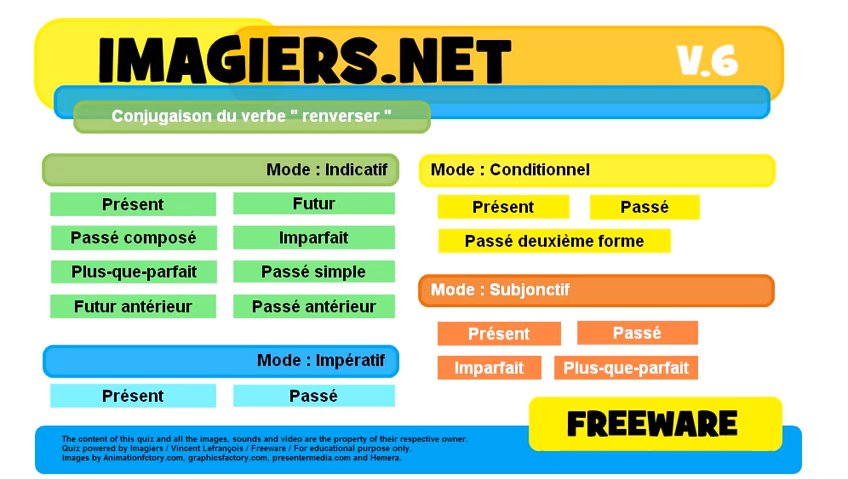 IMAGIERS.NET
V.6
Conjugaison du verbe " renverser "
Mode : Indicatif
Présent
Futur
Passé composé
Imparfait
Plus-que-parfait
Passé simple
Futur antérieur
Passé antérieur
Mode : Impératif
Présent
Passé
Mode : Conditionnel
Présent
Passé
Passé deuxième forme
Mode : Subjonctif
Présent
Passé
Imparfait
Plus-que-parfait
FREEWARE
The content of this quiz and all the images, sounds and video are the property of their respective owner.
Quiz powered by Imagiers / Vincent Lefrançois / Freeware / For educational purpose only.
Images by Animationfctory.com, graphicsfactory.com, presentermedia.com and Hemera.